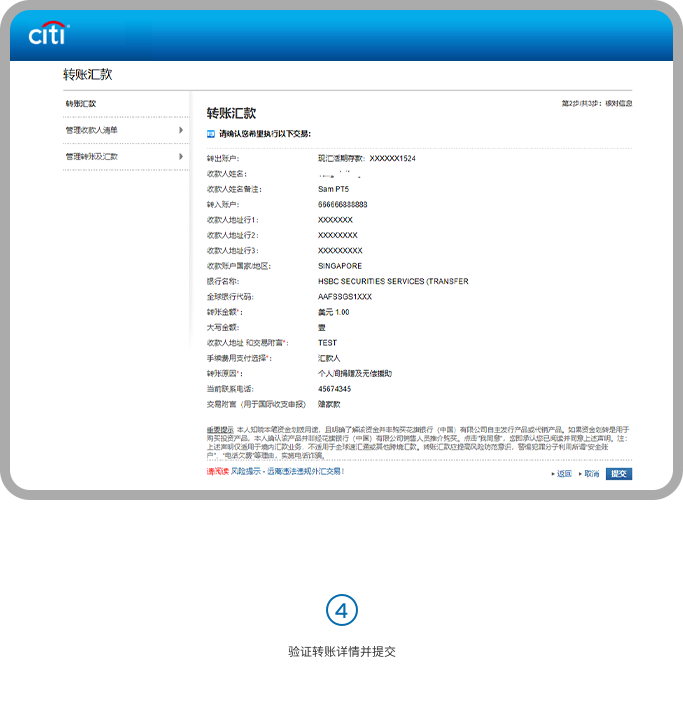 citi
转账汇款
转账汇款
管理收款人清单
管理转账及汇款
转账汇款
第2步/共3步：核对信息
请确认您希望执行以下交易：
转出账户： 现汇活期存款：XXXXXX1524
收款人姓名：
收款人姓名备注： Sam PT5
转入账户： 666666888888
收款人地址行1： XXXXXXX
收款人地址行2： XXXXXXXX
收款人地址行3： XXXXXXXXX
收款账户国家/地区： SINGAPORE
银行名称： HSBC SECURITIES SERVICES (TRANSFER
全球银行代码： AAFSSGS1XXX
转账金额*： 美元 1.00
大写金额： 壹
收款人地址 和交易附言*： TEST
手续费用支付选择*： 汇款人
转账原因*： 个人间捐赠及无偿援助
当前联系电话： 45674345
交易附言（用于国际收支申报） 赡家款
重要提示 本人知晓本笔资金划拨用途，且明确了解该资金并非购买花旗银行（中国）有限公司自主发行产品或代销产品。如果资金划转是用于
购买投资产品，本人确认该产品并非经花旗银行（中国）有限公司销售人员推介购买。点击“我同意”，您即承认您已阅读并同意上述声明。注：
上述声明仅适用于境内汇款业务，不适用于全球速汇通或其他跨境汇款。转账汇款应提高风险防范意识，警惕犯罪分子利用所谓“安全账
户”、“电话欠费”等理由，实施电话诈骗。
请阅读 风险提示 - 远离违法违规外汇交易！
返回 取消 提交
4
验证转账详情并提交